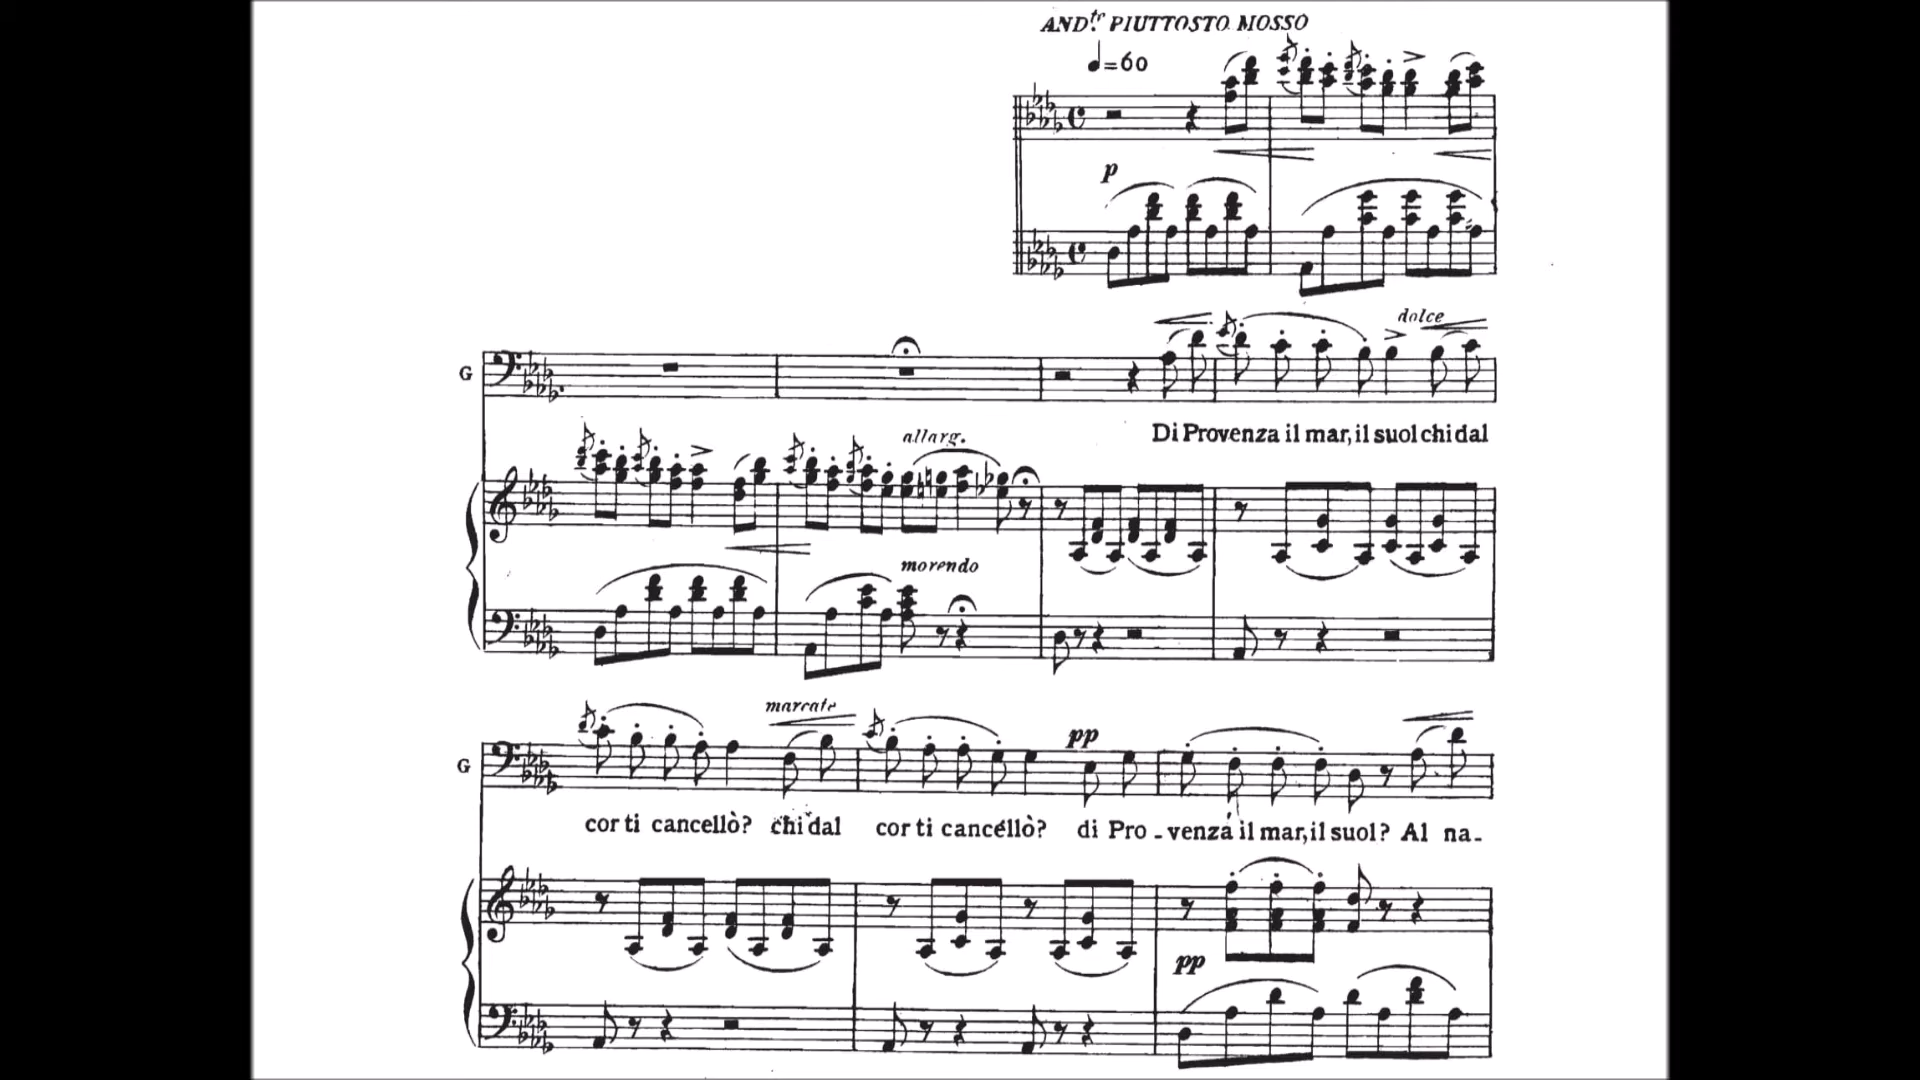 ANDte PIUTTOSTO MOSSO
♩=60
p
dolce
G
Di Provenza il mar, il suol chi dal
allarg.
morendo
marcate
pp
G
cor ti cancellò? chi dal cor ti cancellò? di Pro - venza il mar, il suol? Al na -
pp